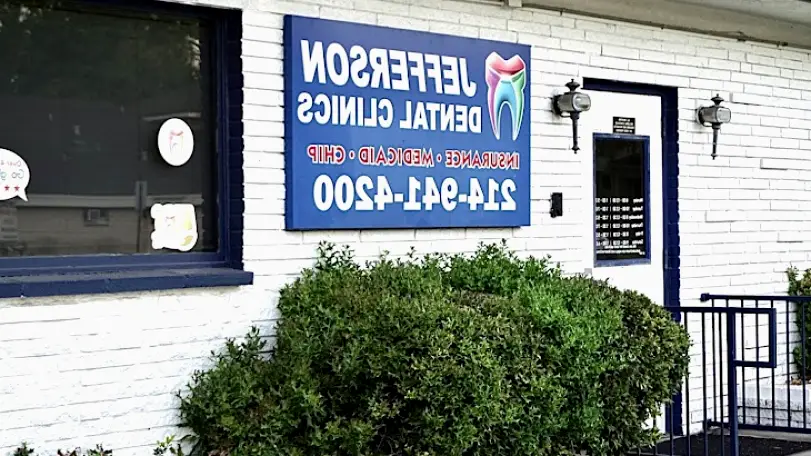 JEFFERSON
DENTAL CLINICS
INSURANCE • MEDICAID • CHIP
214-941-4200